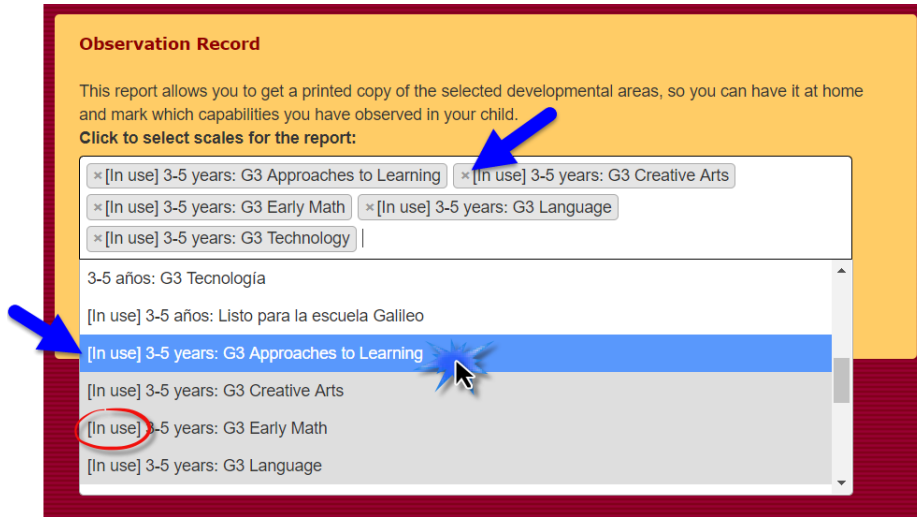 Observation Record
This report allows you to get a printed copy of the selected developmental areas, so you can have it at home
and mark which capabilities you have observed in your child.
Click to select scales for the report:
×[In use] 3-5 years: G3 Approaches to Learning ×[In use] 3-5 years: G3 Creative Arts
×[In use] 3-5 years: G3 Early Math ×[In use] 3-5 years: G3 Language
×[In use] 3-5 years: G3 Technology
3-5 años: G3 Tecnología
[In use] 3-5 años: Listo para la escuela Galileo
[In use] 3-5 years: G3 Approaches to Learning
[In use] 3-5 years: G3 Creative Arts
[In use] 3-5 years: G3 Early Math
[In use] 3-5 years: G3 Language